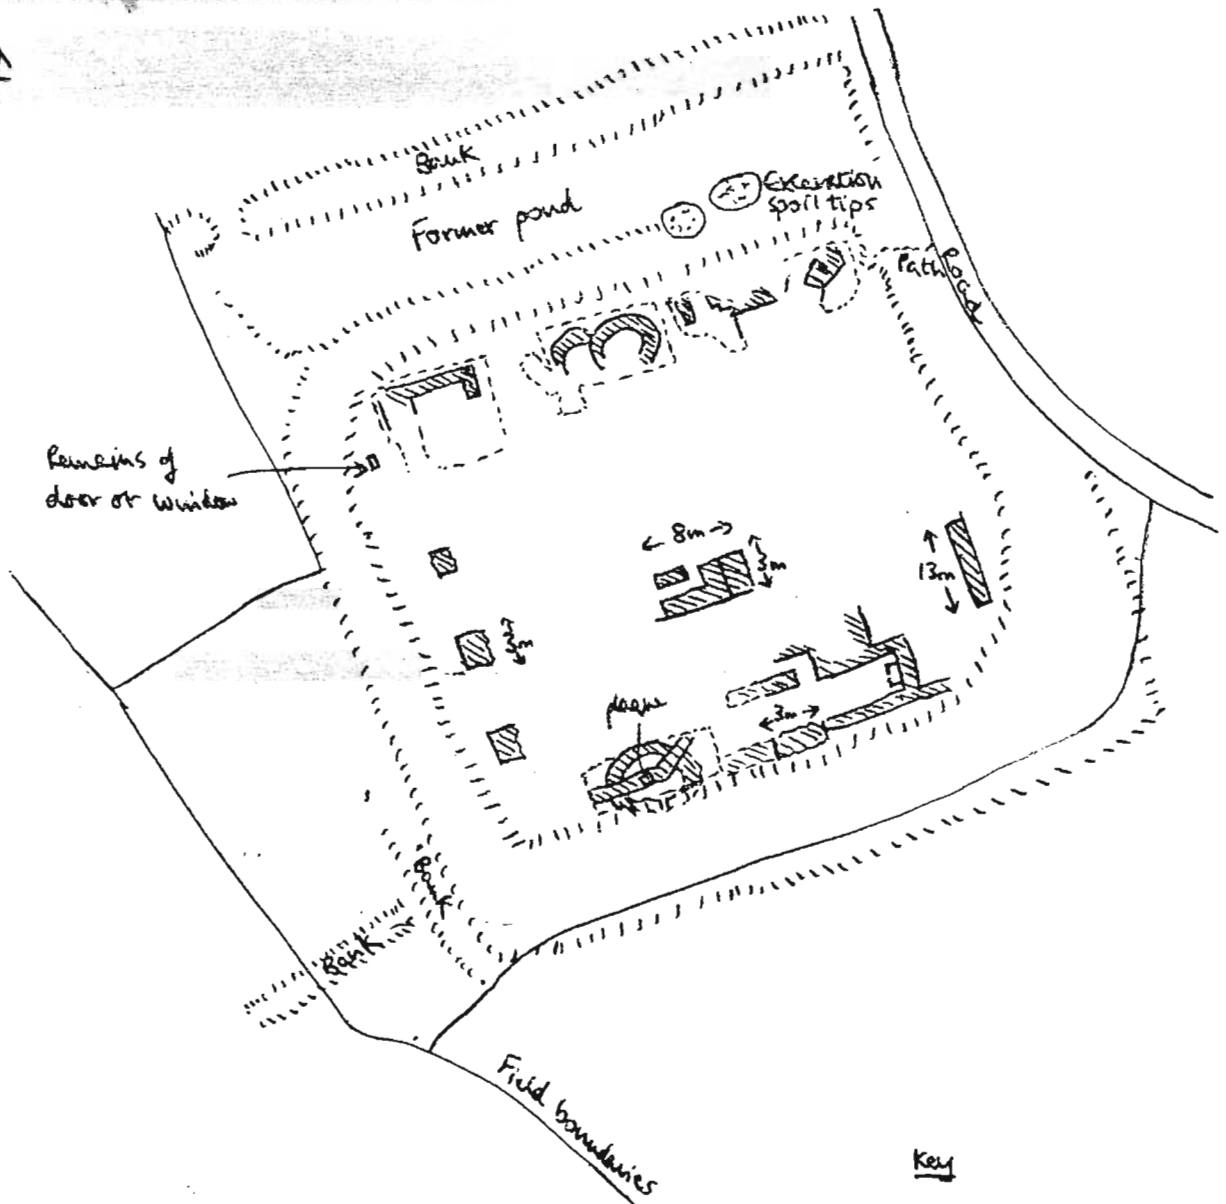 Bank
Former pond
Excavation
spoil tips
Path
Road
Remains of
door or window
← 8m →
3m
13m
3m
plaque
3m
Bank
Bank
Field boundaries
Key